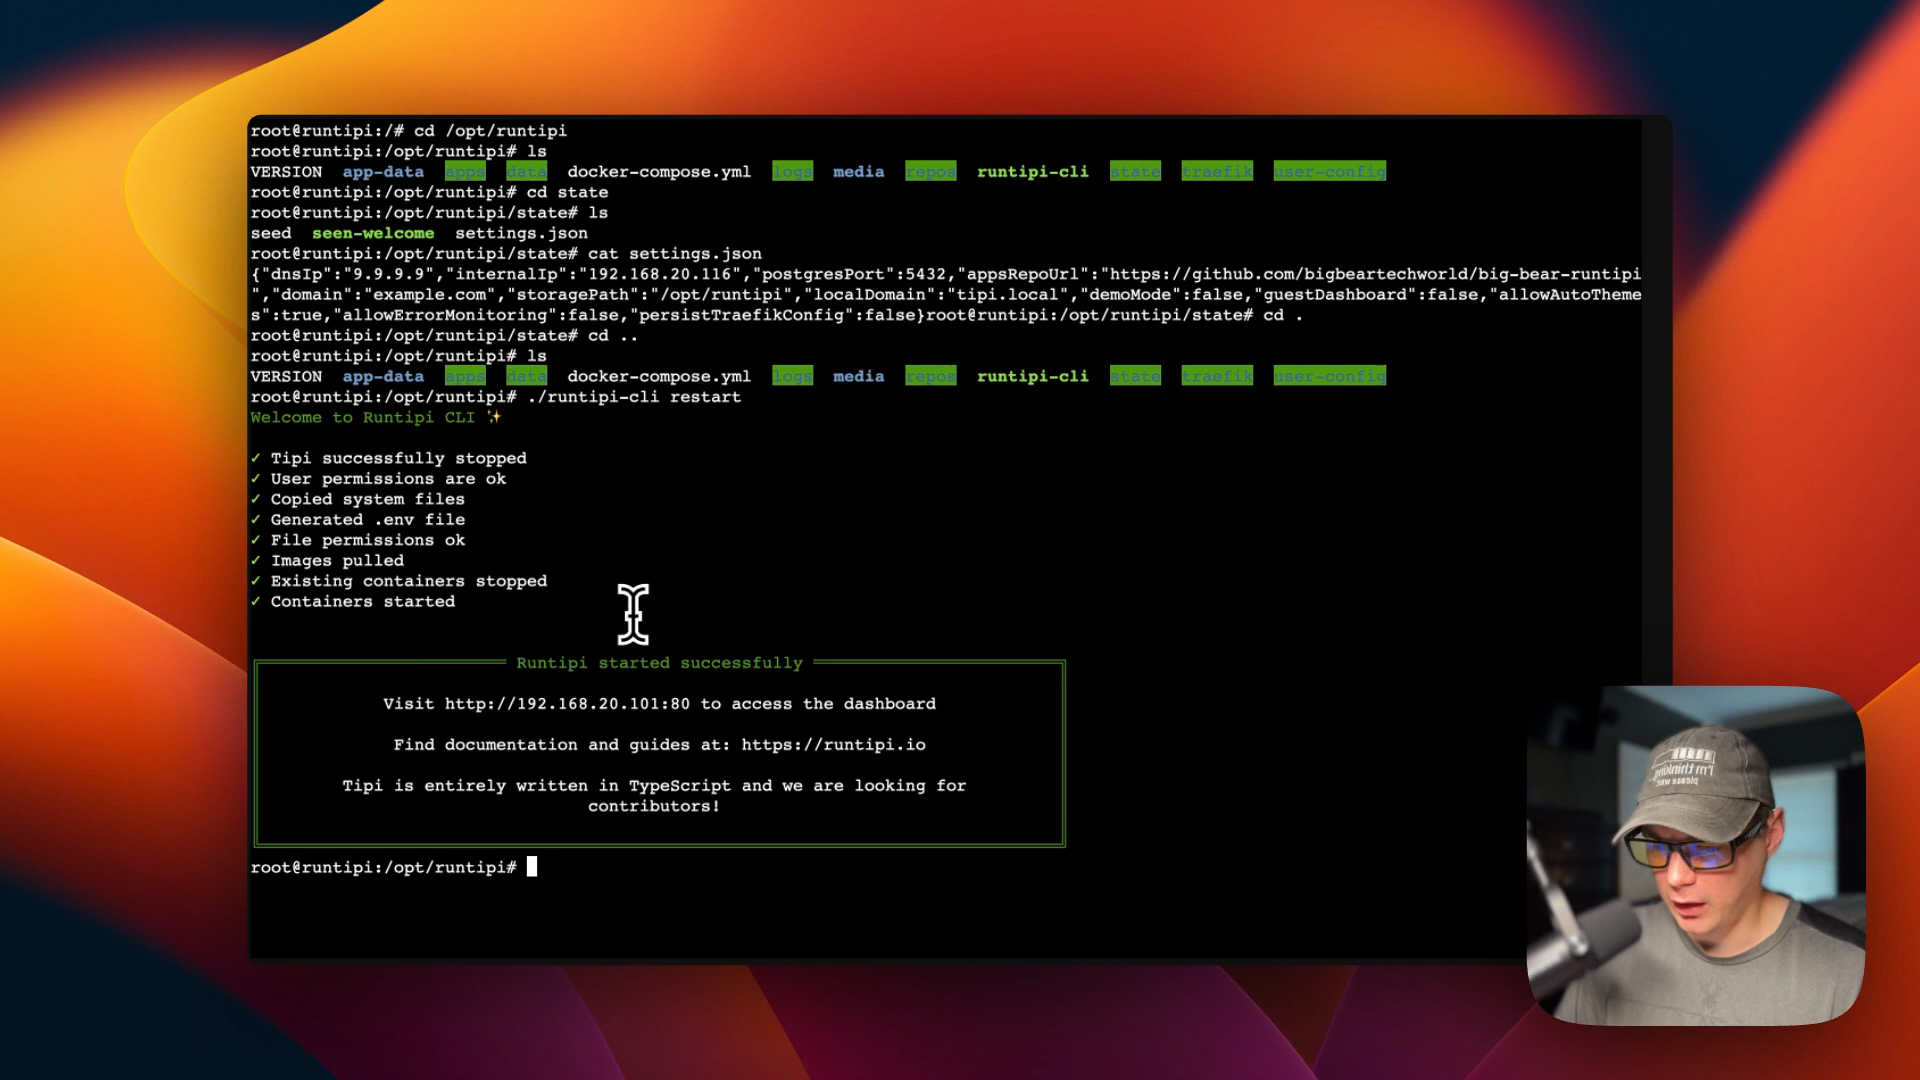 root@runtipi:/# cd /opt/runtipi
root@runtipi:/opt/runtipi# ls
VERSION app-data apps data docker-compose.yml logs media repos runtipi-cli state traefik user-config
root@runtipi:/opt/runtipi# cd state
root@runtipi:/opt/runtipi/state# ls
seed seen-welcome settings.json
root@runtipi:/opt/runtipi/state# cat settings.json
{"dnsIp":"9.9.9.9","internalIp":"192.168.20.116","postgresPort":5432,"appsRepoUrl":"https://github.com/bigbeartechworld/big-bear-runtipi
","domain":"example.com","storagePath":"/opt/runtipi","localDomain":"tipi.local","demoMode":false,"guestDashboard":false,"allowAutoTheme
s":true,"allowErrorMonitoring":false,"persistTraefikConfig":false}root@runtipi:/opt/runtipi/state# cd .
root@runtipi:/opt/runtipi/state# cd ..
root@runtipi:/opt/runtipi# ls
VERSION app-data apps data docker-compose.yml logs media repos runtipi-cli state traefik user-config
root@runtipi:/opt/runtipi# ./runtipi-cli restart
Welcome to Runtipi CLI ✨
✓ Tipi successfully stopped
✓ User permissions are ok
✓ Copied system files
✓ Generated .env file
✓ File permissions ok
✓ Images pulled
✓ Existing containers stopped
✓ Containers started
Runtipi started successfully
Visit http://192.168.20.101:80 to access the dashboard
Find documentation and guides at: https://runtipi.io
Tipi is entirely written in TypeScript and we are looking for
contributors!
root@runtipi:/opt/runtipi#
I'm thinking
please wait